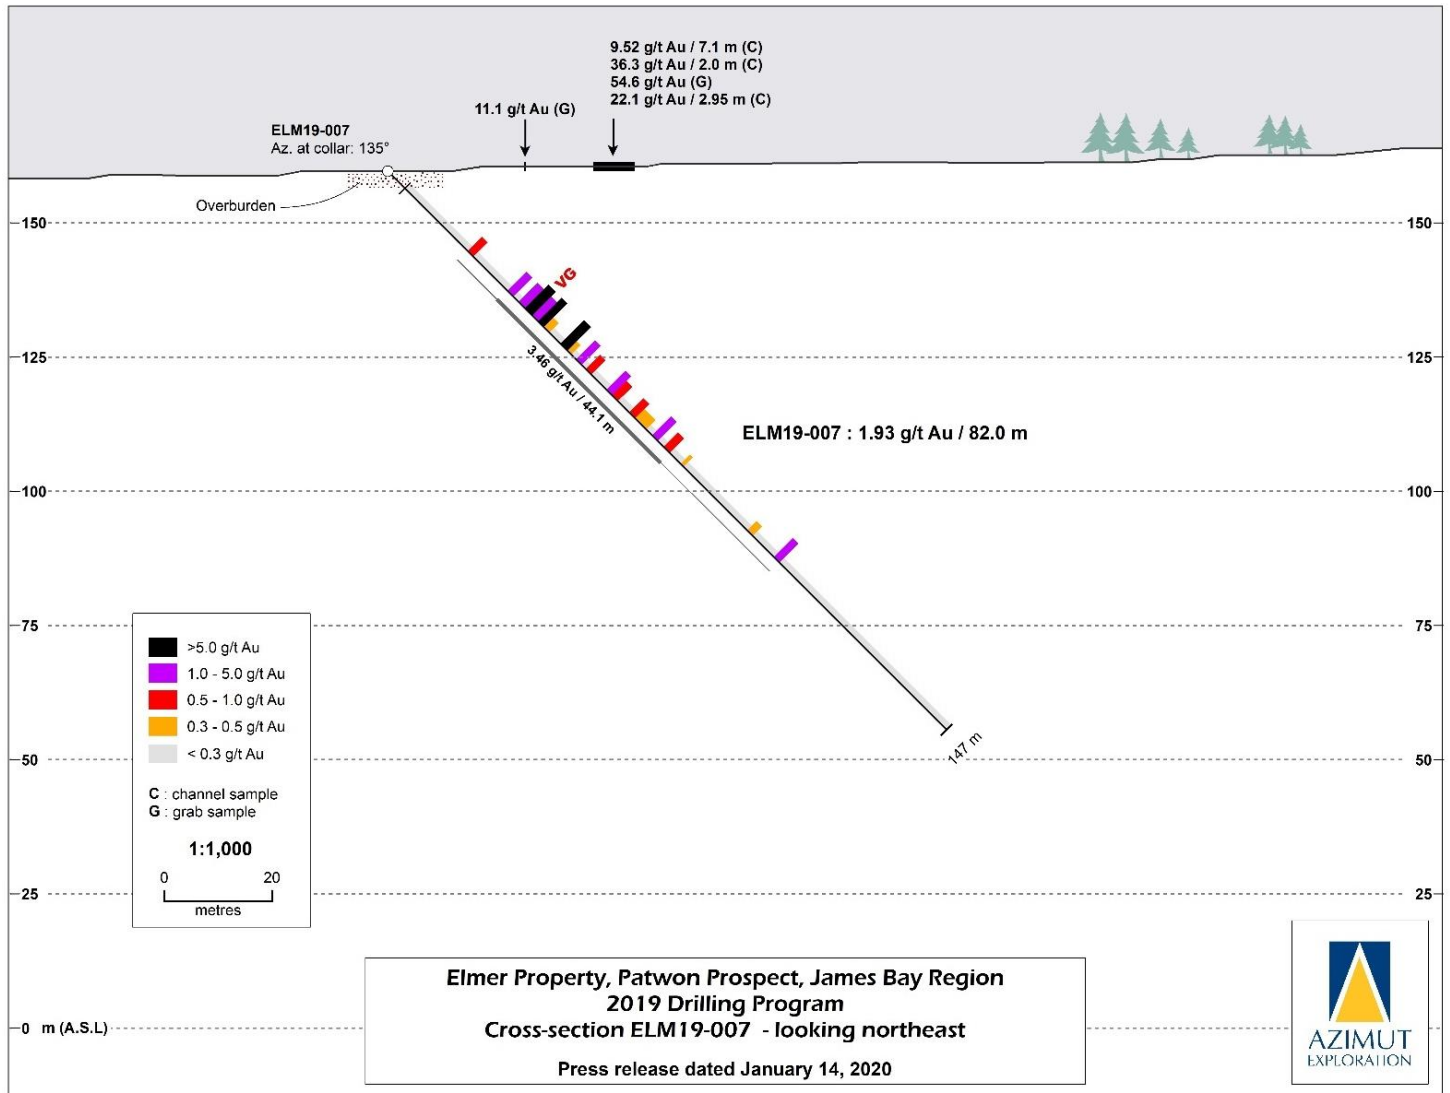 9.52 g/t Au / 7.1 m (C)
36.3 g/t Au / 2.0 m (C)
54.6 g/t Au (G)
22.1 g/t Au / 2.95 m (C)
11.1 g/t Au (G)
ELM19-007
Az. at collar: 135°
Overburden
150 150
VG
125 125
3.46 g/t Au / 44.1 m
ELM19-007 : 1.93 g/t Au / 82.0 m
100 100
75 75
>5.0 g/t Au
1.0 - 5.0 g/t Au
0.5 - 1.0 g/t Au
0.3 - 0.5 g/t Au
< 0.3 g/t Au
147 m
50 50
C : channel sample
G : grab sample
1:1,000
0 20
metres
25 25
Elmer Property, Patwon Prospect, James Bay Region
2019 Drilling Program
Cross-section ELM19-007 - looking northeast
Press release dated January 14, 2020
0 m (A.S.L)
AZIMUT
EXPLORATION